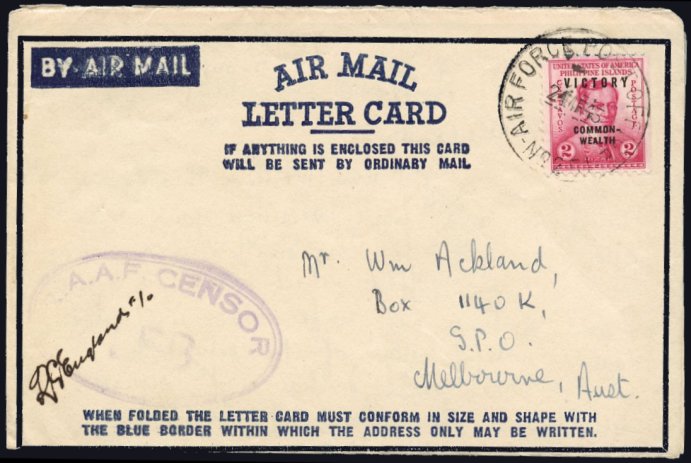 BY AIR MAIL
AIR MAIL
LETTER CARD
IF ANYTHING IS ENCLOSED THIS CARD
WILL BE SENT BY ORDINARY MAIL
AIR FORCE
UNITED STATES OF AMERICA
PHILIPPINE ISLANDS
VICTORY
COMMON-
WEALTH
2 2
Mr. Wm Ackland,
Box 1140 K,
G.P.O.
Melbourne, Aust.
R.A.A.F. CENSOR
England
WHEN FOLDED THE LETTER CARD MUST CONFORM IN SIZE AND SHAPE WITH
THE BLUE BORDER WITHIN WHICH THE ADDRESS ONLY MAY BE WRITTEN.